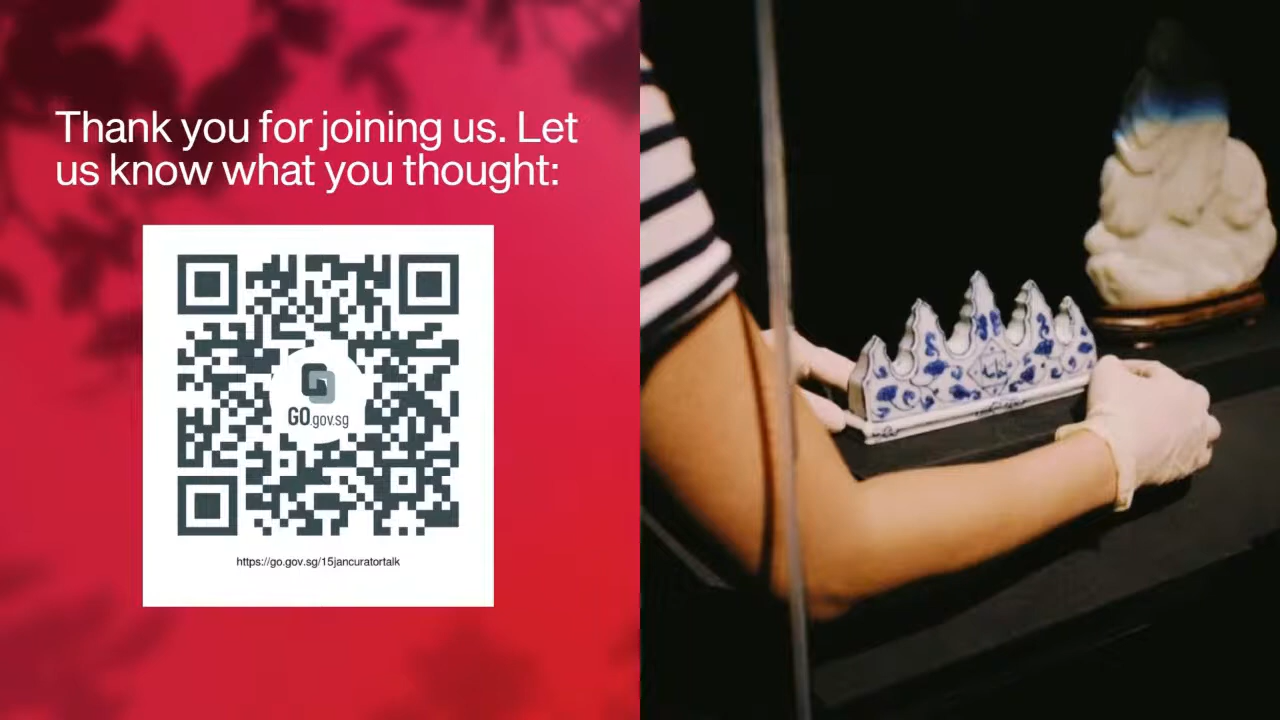 Thank you for joining us. Let
us know what you thought:
GO.gov.sg
https://go.gov.sg/15jancuratortalk